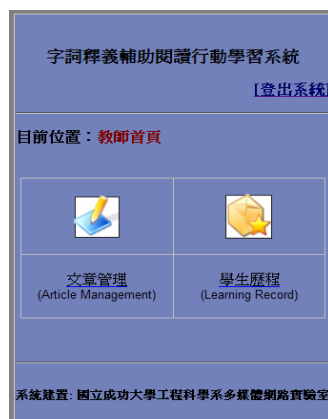 字詞釋義輔助閱讀行動學習系統
[登出系統]
目前位置：教師首頁
文章管理
(Article Management)
學生歷程
(Learning Record)
系統建置: 國立成功大學工程科學系多媒體網路實驗室